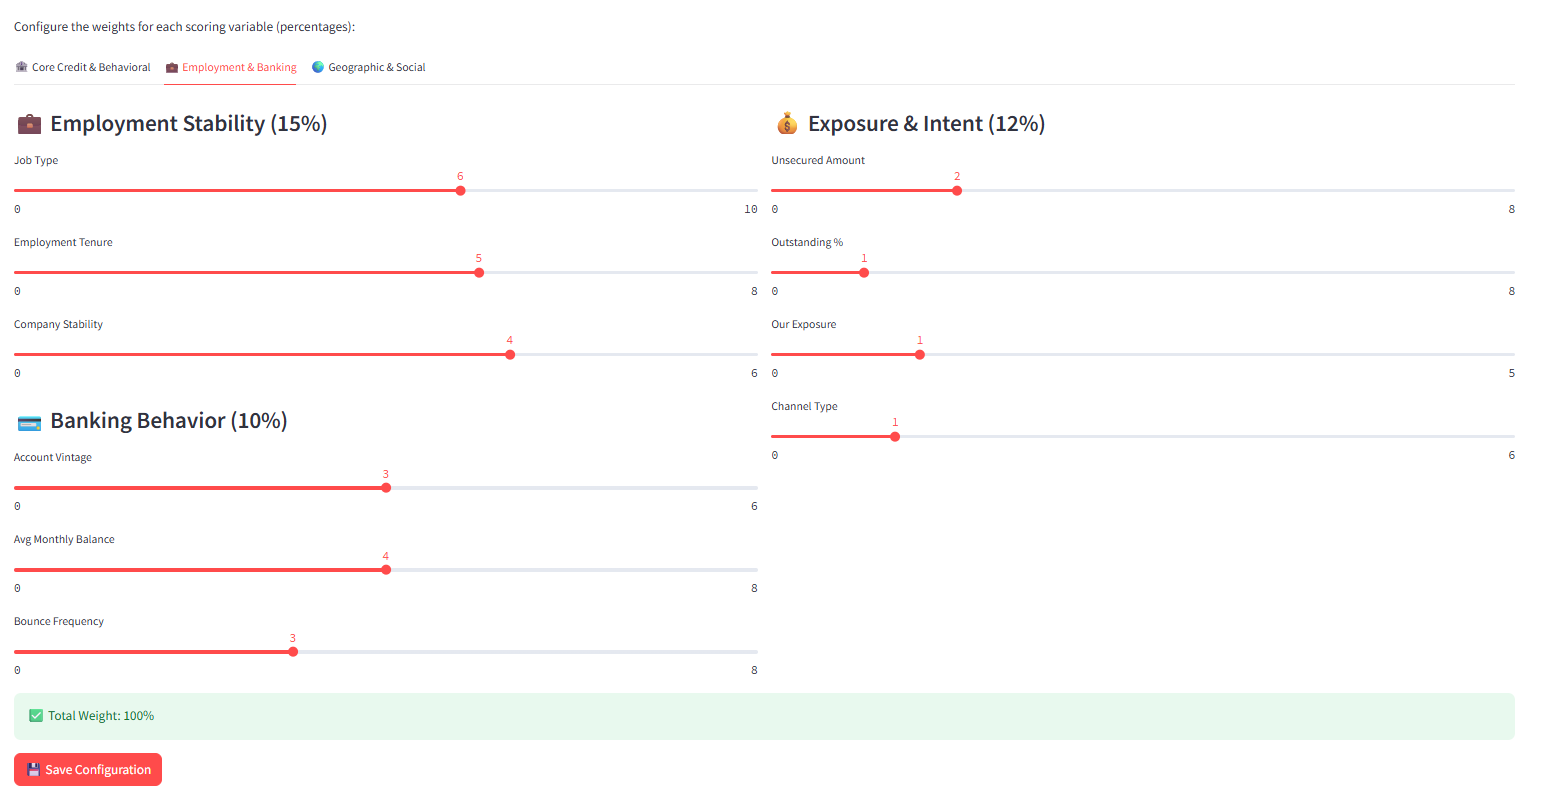 Configure the weights for each scoring variable (percentages):
Core Credit & Behavioral Employment & Banking Geographic & Social
Employment Stability (15%)
Job Type
6
0 10
Employment Tenure
5
0 8
Company Stability
4
0 6
Banking Behavior (10%)
Account Vintage
3
0 6
Avg Monthly Balance
4
0 8
Bounce Frequency
3
0 8
Exposure & Intent (12%)
Unsecured Amount
2
0 8
Outstanding %
1
0 8
Our Exposure
1
0 5
Channel Type
1
0 6
Total Weight: 100%
Save Configuration